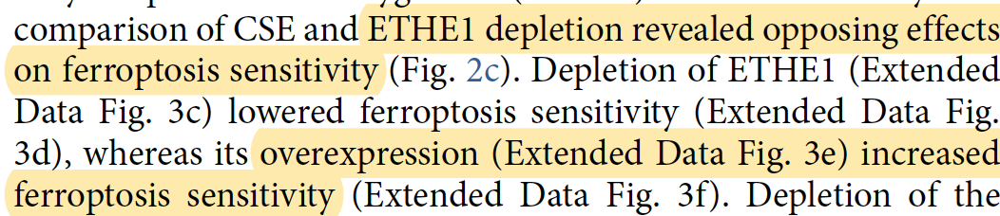 comparison of CSE and ETHE1 depletion revealed opposing effects
on ferroptosis sensitivity (Fig. 2c). Depletion of ETHE1 (Extended
Data Fig. 3c) lowered ferroptosis sensitivity (Extended Data Fig.
3d), whereas its overexpression (Extended Data Fig. 3e) increased
ferroptosis sensitivity (Extended Data Fig. 3f). Depletion of the